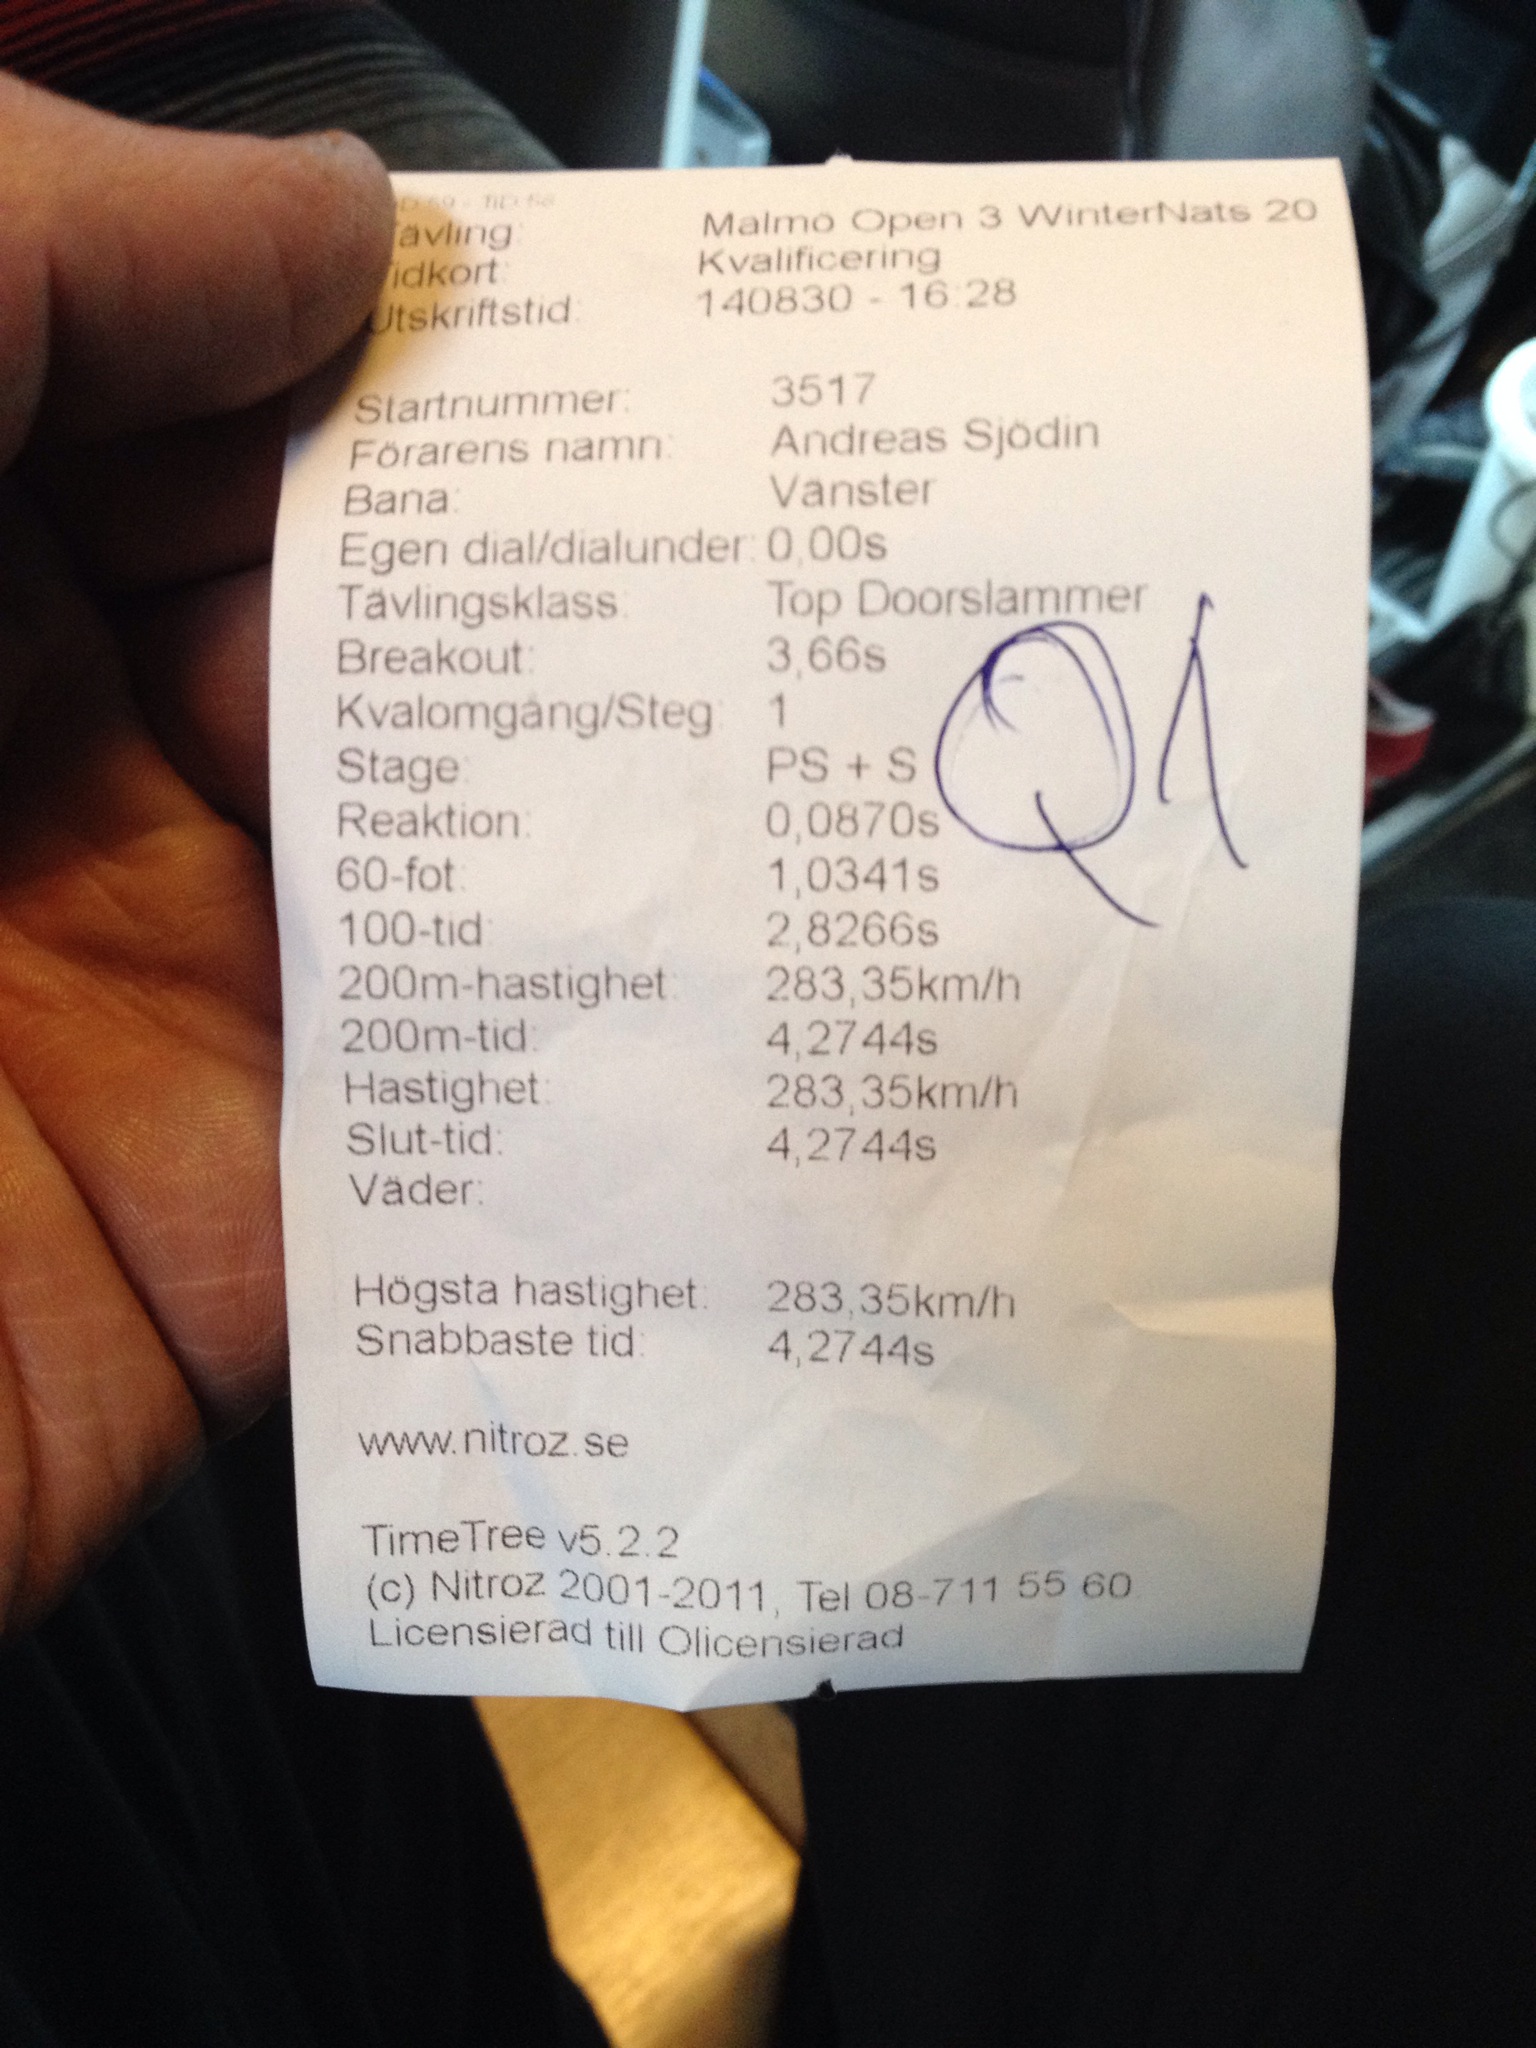 Tävling: Malmö Open 3 WinterNats 20
Tidkort: Kvalificering
Utskriftstid: 140830 - 16:28
Startnummer: 3517
Förarens namn: Andreas Sjödin
Bana: Vänster
Egen dial/dialunder: 0,00s
Tävlingsklass: Top Doorslammer
Breakout: 3,66s
Kvalomgång/Steg: 1
Stage: PS + S
Q1
Reaktion: 0,0870s
60-fot: 1,0341s
100-tid: 2,8266s
200m-hastighet: 283,35km/h
200m-tid: 4,2744s
Hastighet: 283,35km/h
Slut-tid: 4,2744s
Väder:
Högsta hastighet: 283,35km/h
Snabbaste tid: 4,2744s
www.nitroz.se
TimeTree v5.2.2
(c) Nitroz 2001-2011, Tel 08-711 55 60
Licensierad till Olicensierad